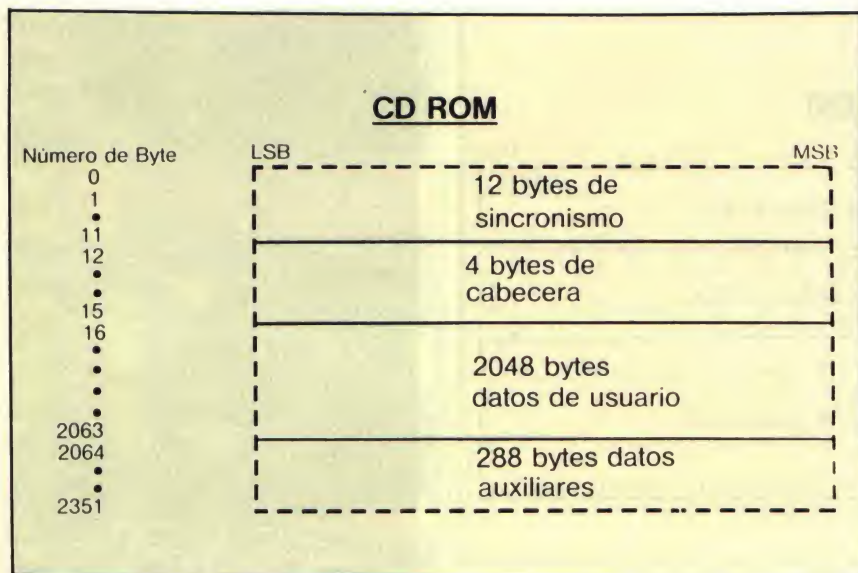 CD ROM
Número de Byte
LSB
MSB
0
1
•
11
12
•
•
15
16
•
•
•
•
2063
2064
•
•
2351
12 bytes de
sincronismo
4 bytes de
cabecera
2048 bytes
datos de usuario
288 bytes datos
auxiliares